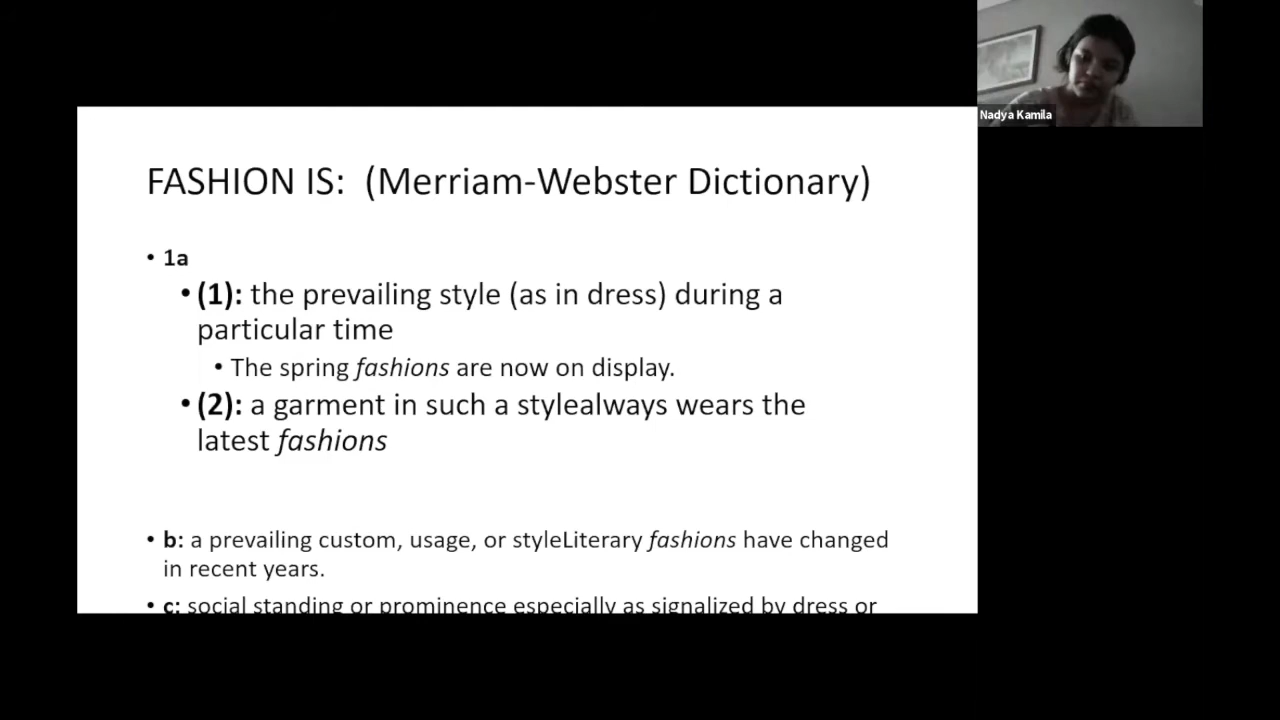 FASHION IS: (Merriam-Webster Dictionary)
• 1a
• (1): the prevailing style (as in dress) during a
particular time
• The spring fashions are now on display.
• (2): a garment in such a stylealways wears the
latest fashions
• b: a prevailing custom, usage, or styleLiterary fashions have changed
in recent years.
• c: social standing or prominence especially as signalized by dress or
Nadya Kamila